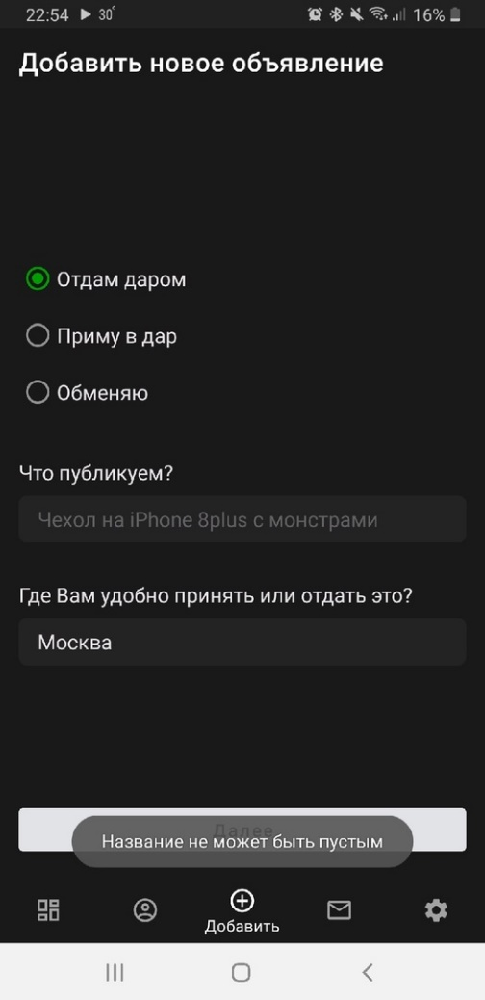 22:54 30°
16%
Добавить новое объявление
Отдам даром
Приму в дар
Обменяю
Что публикуем?
Чехол на iPhone 8plus с монстрами
Где Вам удобно принять или отдать это?
Москва
Далее
Название не может быть пустым
Добавить